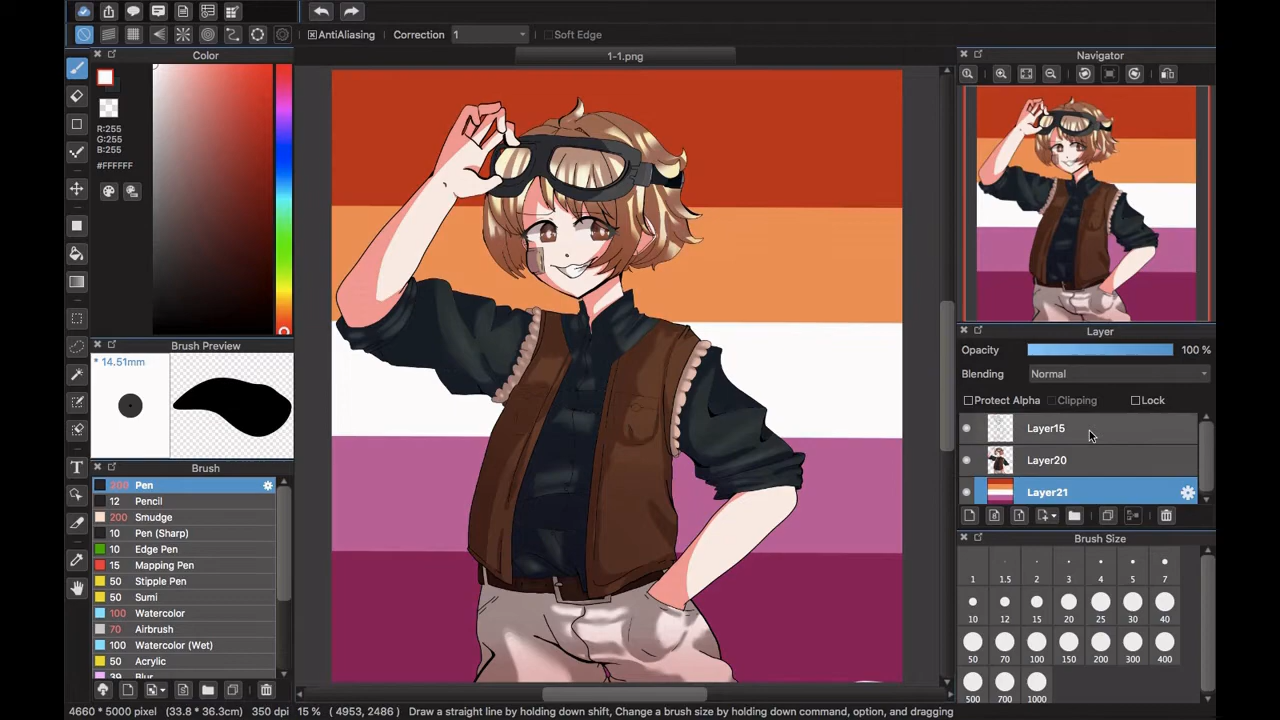 AntiAliasing Correction 1 Soft Edge
Color
1-1.png
Navigator
R:255
G:255
B:255
#FFFFFF
Brush Preview
* 14.51mm
Layer
Opacity 100 %
Blending Normal
Protect Alpha Clipping Lock
Layer15
Layer20
Layer21
Brush
200 Pen
12 Pencil
200 Smudge
10 Pen (Sharp)
10 Edge Pen
15 Mapping Pen
50 Stipple Pen
50 Sumi
100 Watercolor
70 Airbrush
100 Watercolor (Wet)
50 Acrylic
39 Blur
T
Brush Size
1 1.5 2 3 4 5 7
10 12 15 20 25 30 40
50 70 100 150 200 300 400
500 700 1000
4660 * 5000 pixel (33.8 * 36.3cm) 350 dpi 15 % ( 4953, 2486 ) Draw a straight line by holding down shift, Change a brush size by holding down command, option, and dragging